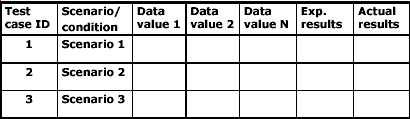 Test case ID Scenario/ condition Data value 1 Data value 2 Data value N Exp. results Actual results
1 Scenario 1
2 Scenario 2
3 Scenario 3